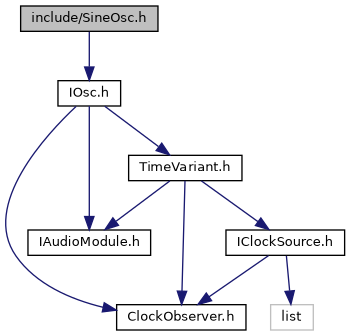 include/SineOsc.h
IOsc.h
TimeVariant.h
IAudioModule.h
IClockSource.h
ClockObserver.h
list